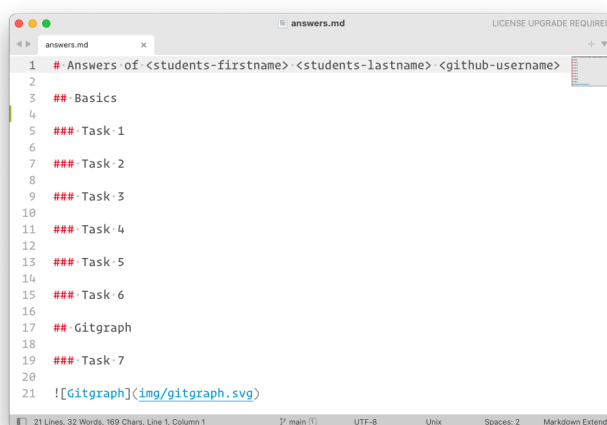 answers.md
LICENSE UPGRADE REQUIRED
answers.md ×
1 # Answers of <students-firstname> <students-lastname> <github-username>
2
3 ## Basics
4
5 ### Task 1
6
7 ### Task 2
8
9 ### Task 3
10
11 ### Task 4
12
13 ### Task 5
14
15 ### Task 6
16
17 ## Gitgraph
18
19 ### Task 7
20
21 ![Gitgraph](img/gitgraph.svg)
21 Lines, 32 Words, 169 Chars, Line 1, Column 1 main 1 UTF-8 Unix Spaces: 2 Markdown Extend